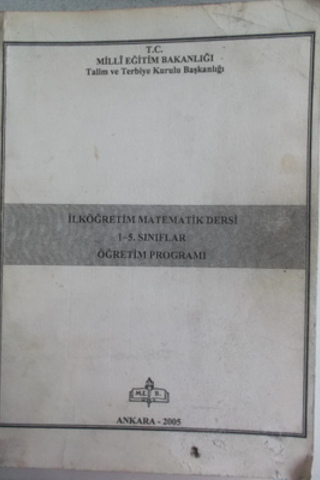 T.C.
MİLLÎ EĞİTİM BAKANLIĞI
Talim ve Terbiye Kurulu Başkanlığı
İLKÖĞRETİM MATEMATİK DERSİ
1-5. SINIFLAR
ÖĞRETİM PROGRAMI
M.E. B.
ANKARA - 2005